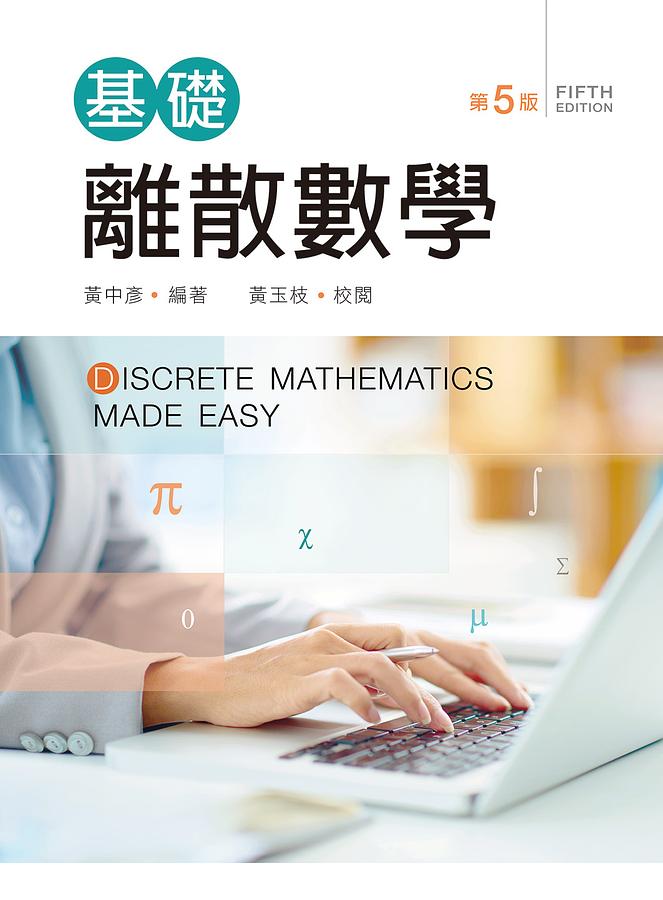 基礎
第5版
FIFTH
EDITION
離散數學
黃中彥•編著 黃玉枝•校閱
DISCRETE MATHEMATICS
MADE EASY
π
∫
χ
Σ
0
μ